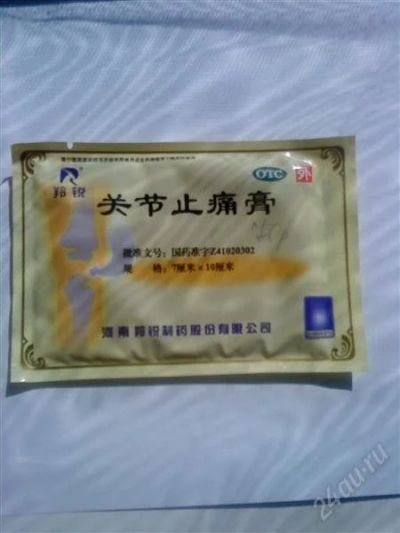 羚锐
OTC
外
关节止痛膏
批准文号：国药准字Z41020302
规 格：7厘米×10厘米
河南羚锐制药股份有限公司
24au.ru